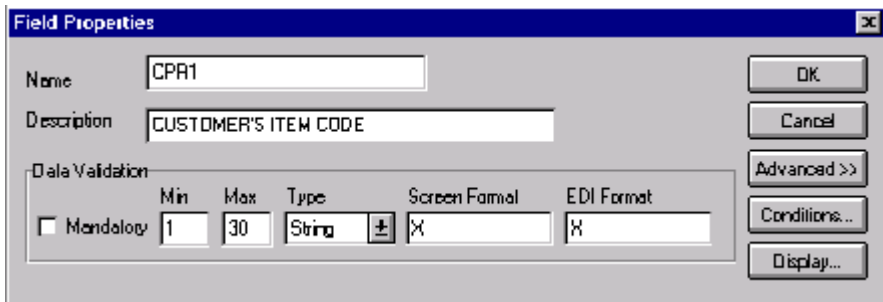 Field Properties
Name CPR1 OK
Description CUSTOMER'S ITEM CODE Cancel
Data Validation Advanced >>
Min Max Type Screen Format EDI Format
Mandatory 1 30 String X X Conditions...
Display...